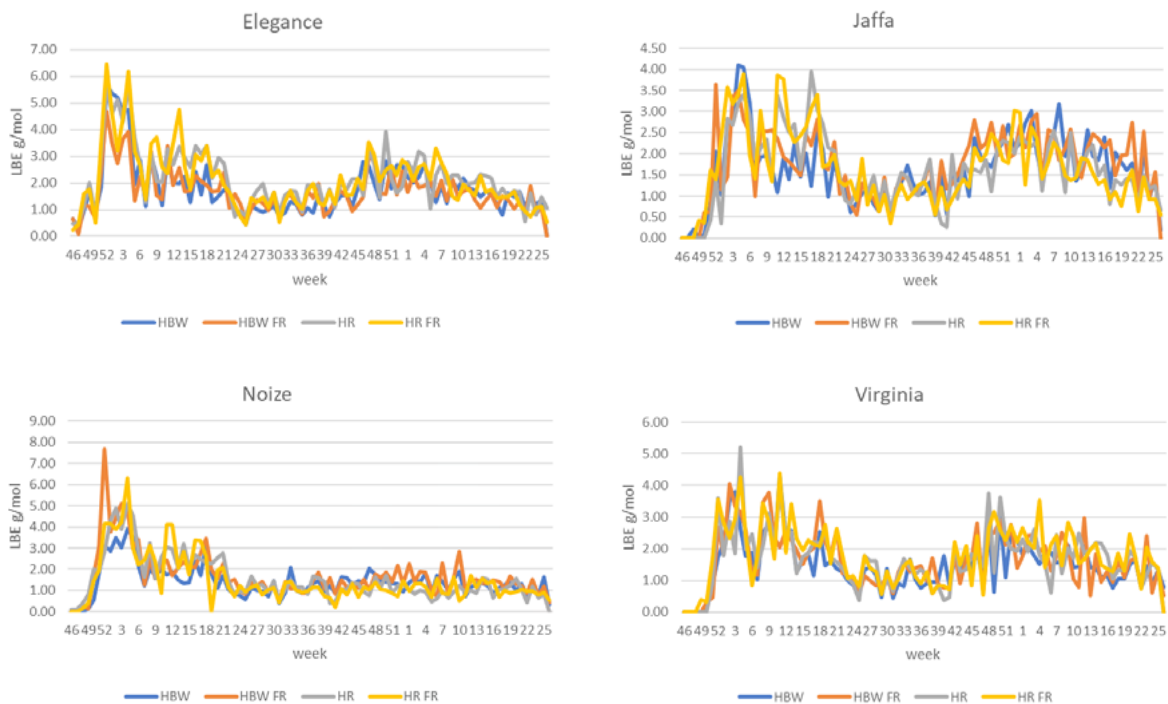 Elegance
LBE g/mol
7.00
6.00
5.00
4.00
3.00
2.00
1.00
0.00
46 49 52 3 6 9 12 15 18 21 24 27 30 33 36 39 42 45 48 51 1 4 7 10 13 16 19 22 25
week
HBW HBW FR HR HR FR
Jaffa
LBE g/mol
4.50
4.00
3.50
3.00
2.50
2.00
1.50
1.00
0.50
0.00
46 49 52 3 6 9 12 15 18 21 24 27 30 33 36 39 42 45 48 51 1 4 7 10 13 16 19 22 25
week
HBW HBW FR HR HR FR
Noize
LBE g/mol
9.00
8.00
7.00
6.00
5.00
4.00
3.00
2.00
1.00
0.00
46 49 52 3 6 9 12 15 18 21 24 27 30 33 36 39 42 45 48 51 1 4 7 10 13 16 19 22 25
week
HBW HBW FR HR HR FR
Virginia
LBE g/mol
6.00
5.00
4.00
3.00
2.00
1.00
0.00
46 49 52 3 6 9 12 15 18 21 24 27 30 33 36 39 42 45 48 51 1 4 7 10 13 16 19 22 25
week
HBW HBW FR HR HR FR